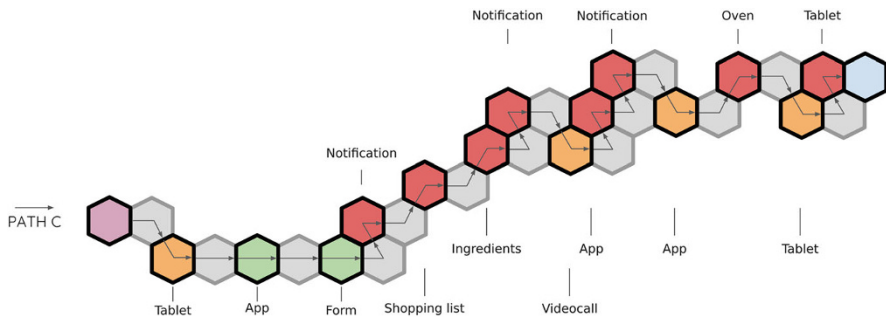 Notification
Notification
Oven
Tablet
Notification
PATH C
Ingredients
App
App
Tablet
Tablet
App
Form
Shopping list
Videocall